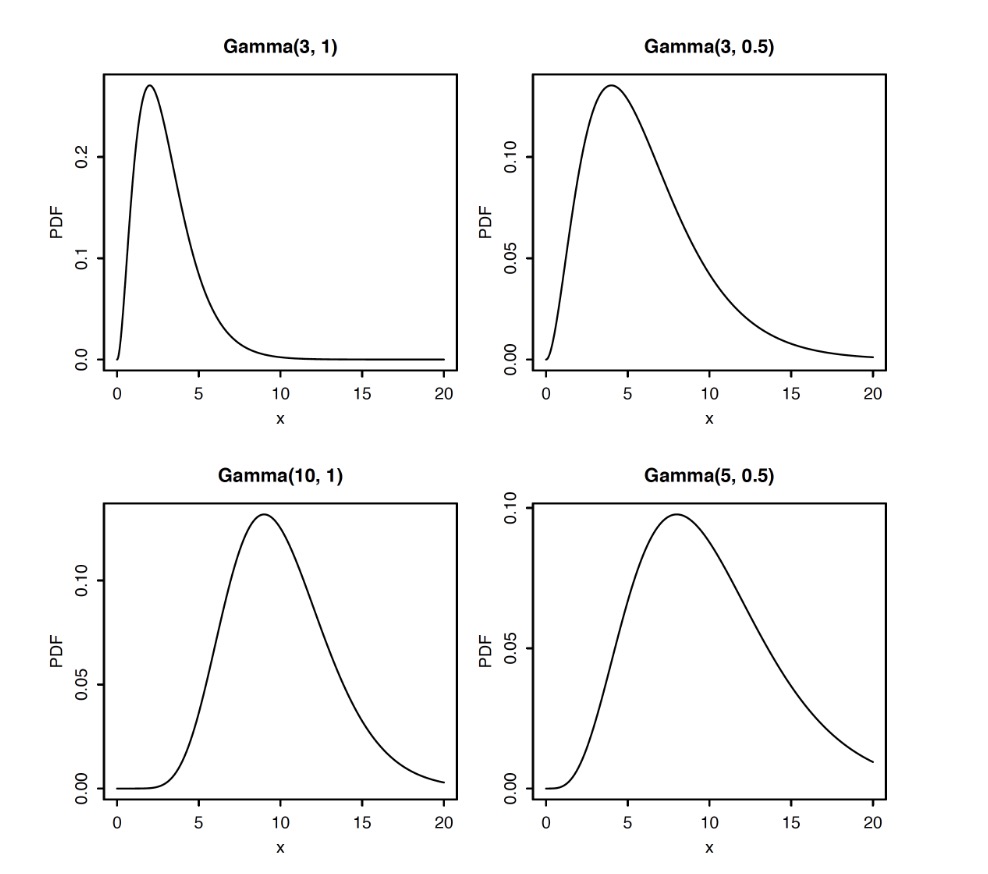 Gamma(3, 1)
PDF
0.2
0.1
0.0
0 5 10 15 20
x
Gamma(3, 0.5)
PDF
0.10
0.05
0.00
0 5 10 15 20
x
Gamma(10, 1)
PDF
0.10
0.05
0.00
0 5 10 15 20
x
Gamma(5, 0.5)
PDF
0.10
0.05
0.00
0 5 10 15 20
x